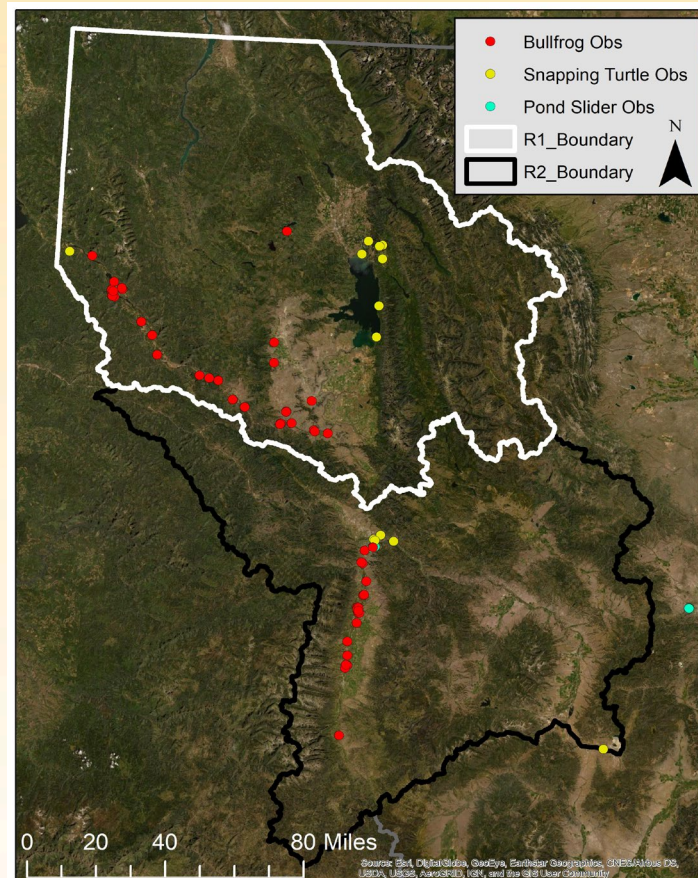 Bullfrog Obs
Snapping Turtle Obs
Pond Slider Obs
R1_Boundary
R2_Boundary
N
0 20 40 80 Miles
Source: Esri, DigitalGlobe, GeoEye, Earthstar Geographics, CNES/Airbus DS,
USDA, USGS, AeroGRID, IGN, and the GIS User Community